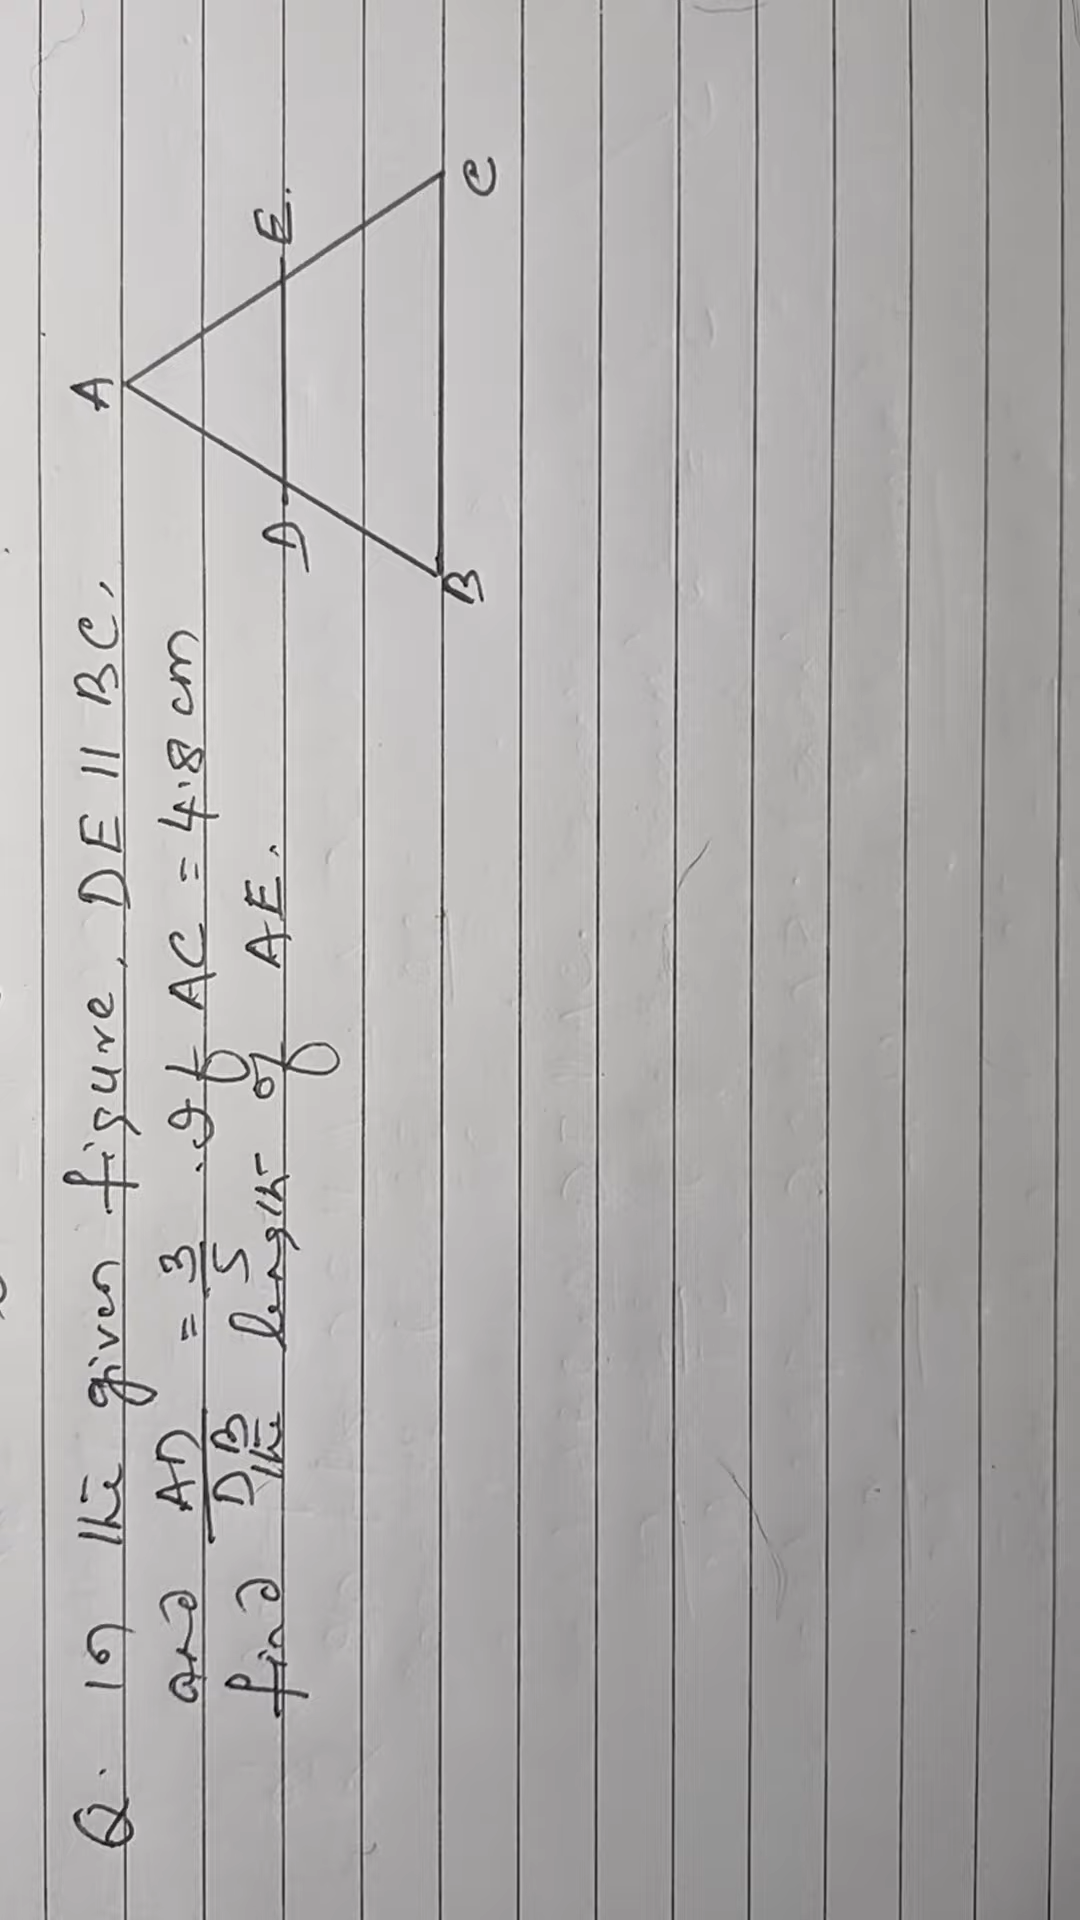 Q. In the given figure, DE || BC.
and AD/DB = 3/5 . If AC = 4.8 cm
find the length of AE.
A
D E.
B C